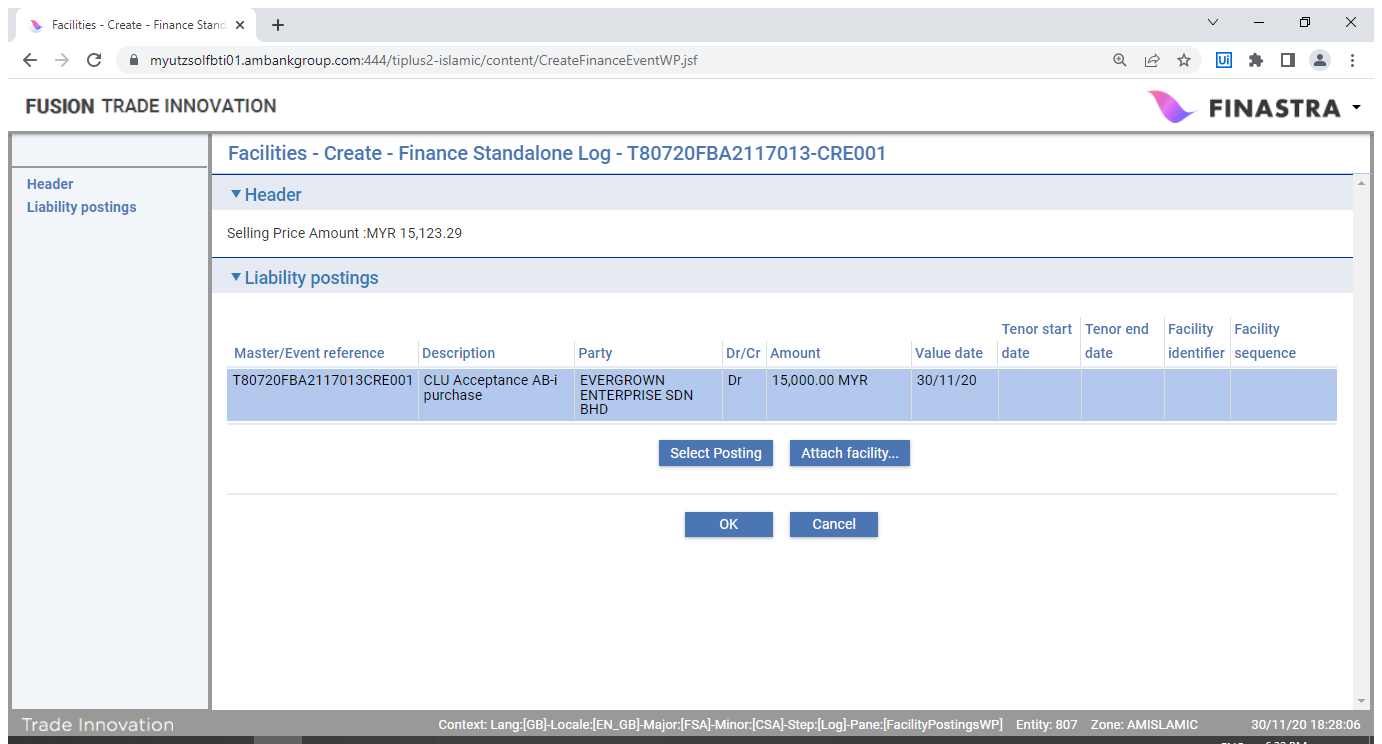 Facilities - Create - Finance Stand
myutzsolfbti01.ambankgroup.com:444/tiplus2-islamic/content/CreateFinanceEventWP.jsf
Ui
FUSION TRADE INNOVATION
FINASTRA
Facilities - Create - Finance Standalone Log - T80720FBA2117013-CRE001
Header
Liability postings
Header
Selling Price Amount :MYR 15,123.29
Liability postings
Tenor start Tenor end Facility Facility
Master/Event reference Description Party Dr/Cr Amount Value date date date identifier sequence
T80720FBA2117013CRE001 CLU Acceptance AB-i EVERGROWN Dr 15,000.00 MYR 30/11/20
purchase ENTERPRISE SDN
BHD
Select Posting Attach facility...
OK Cancel
Trade Innovation Context: Lang:[GB]-Locale:[EN_GB]-Major:[FSA]-Minor:[CSA]-Step:[Log]-Pane:[FacilityPostingsWP] Entity: 807 Zone: AMISLAMIC 30/11/20 18:28:06